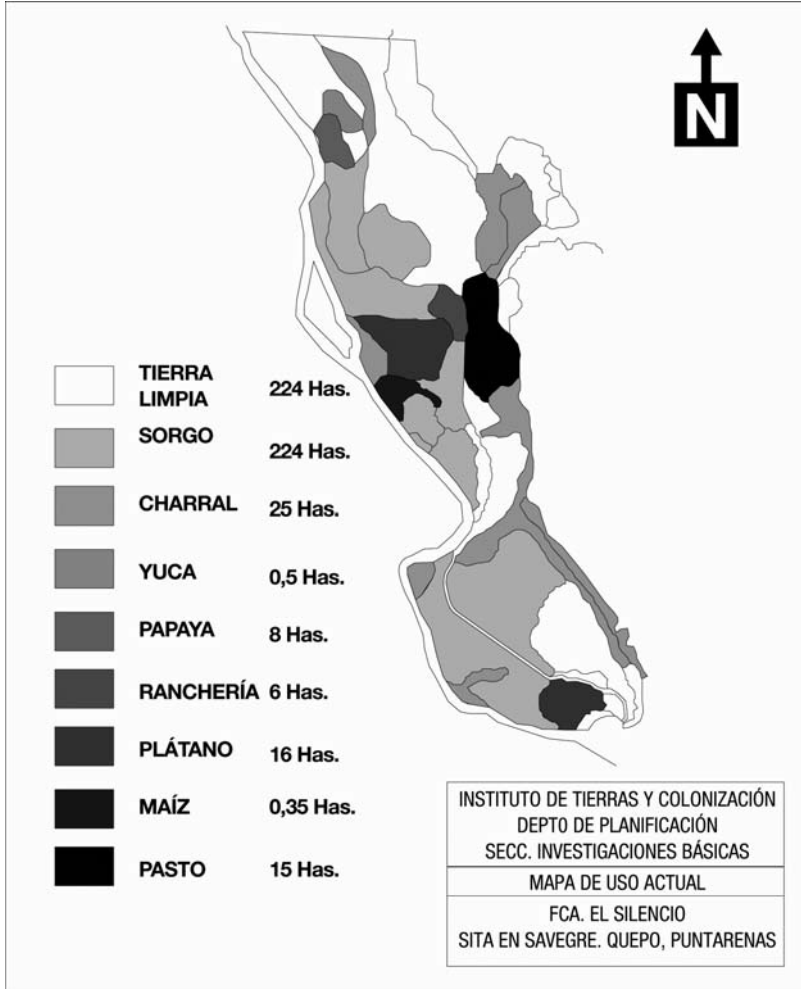 N
TIERRA
LIMPIA 224 Has.
SORGO 224 Has.
CHARRAL 25 Has.
YUCA 0,5 Has.
PAPAYA 8 Has.
RANCHERÍA 6 Has.
PLÁTANO 16 Has.
MAÍZ 0,35 Has.
PASTO 15 Has.
INSTITUTO DE TIERRAS Y COLONIZACIÓN
DEPT0 DE PLANIFICACIÓN
SECC. INVESTIGACIONES BÁSICAS
MAPA DE USO ACTUAL
FCA. EL SILENCIO
SITA EN SAVEGRE. QUEPO, PUNTARENAS